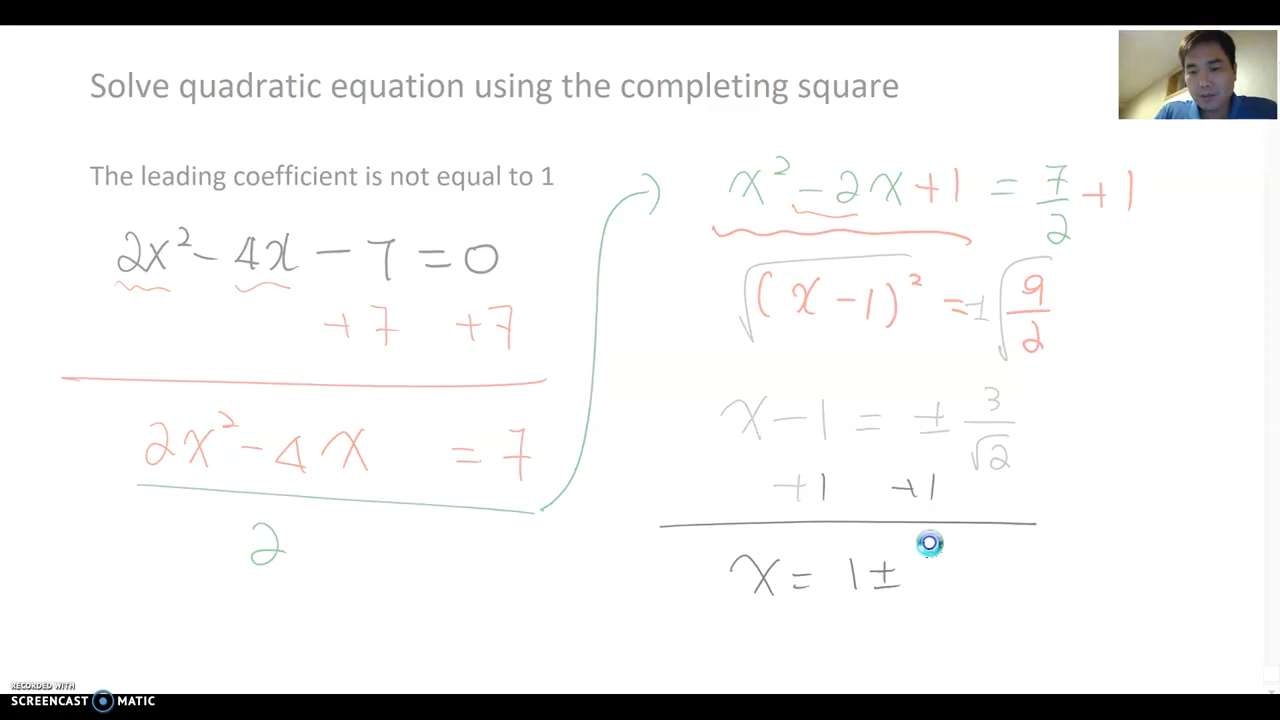 Solve quadratic equation using the completing square
The leading coefficient is not equal to 1
2x² - 4x - 7 = 0
+7 +7
2x² - 4x = 7
2
x² - 2x + 1 = 7/2 + 1
√(x - 1)² = ±√9/2
x - 1 = ± 3/√2
+1 +1
x = 1 ±
RECORDED WITH
SCREENCAST MATIC